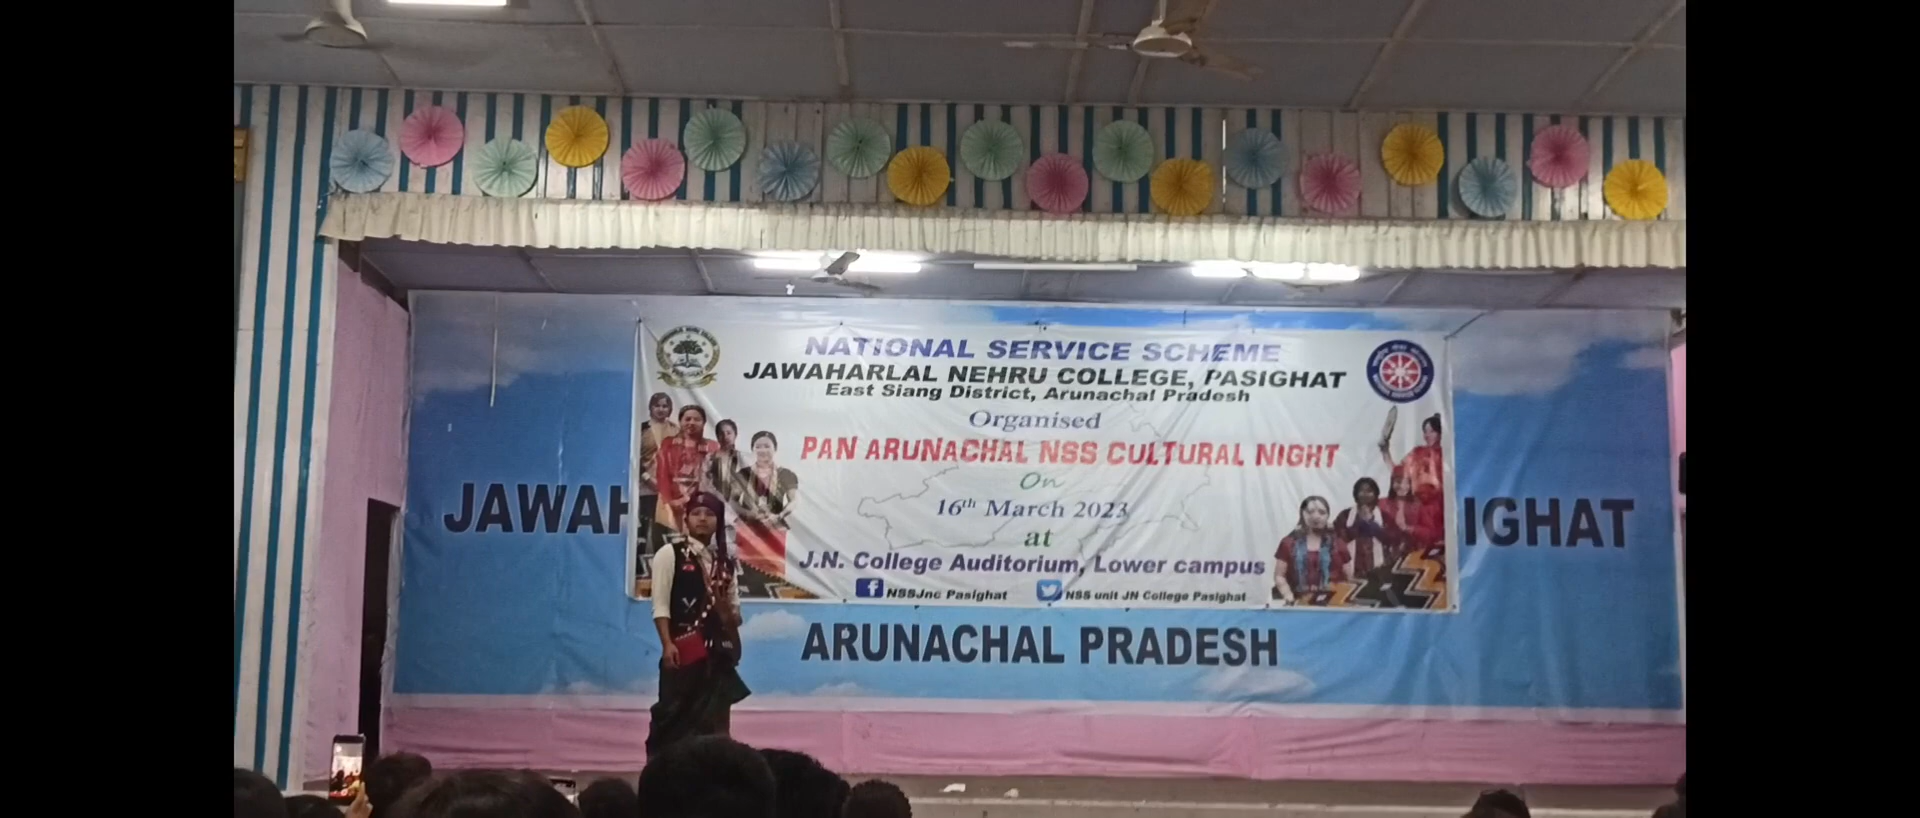 NATIONAL SERVICE SCHEME
JAWAHARLAL NEHRU COLLEGE, PASIGHAT
East Siang District, Arunachal Pradesh
Organised
PAN ARUNACHAL NSS CULTURAL NIGHT
On
16th March 2023
at
J.N. College Auditorium, Lower campus
NSSJnc Pasighat
NSS unit JN College Pasighat
JAWAH
IGHAT
ARUNACHAL PRADESH